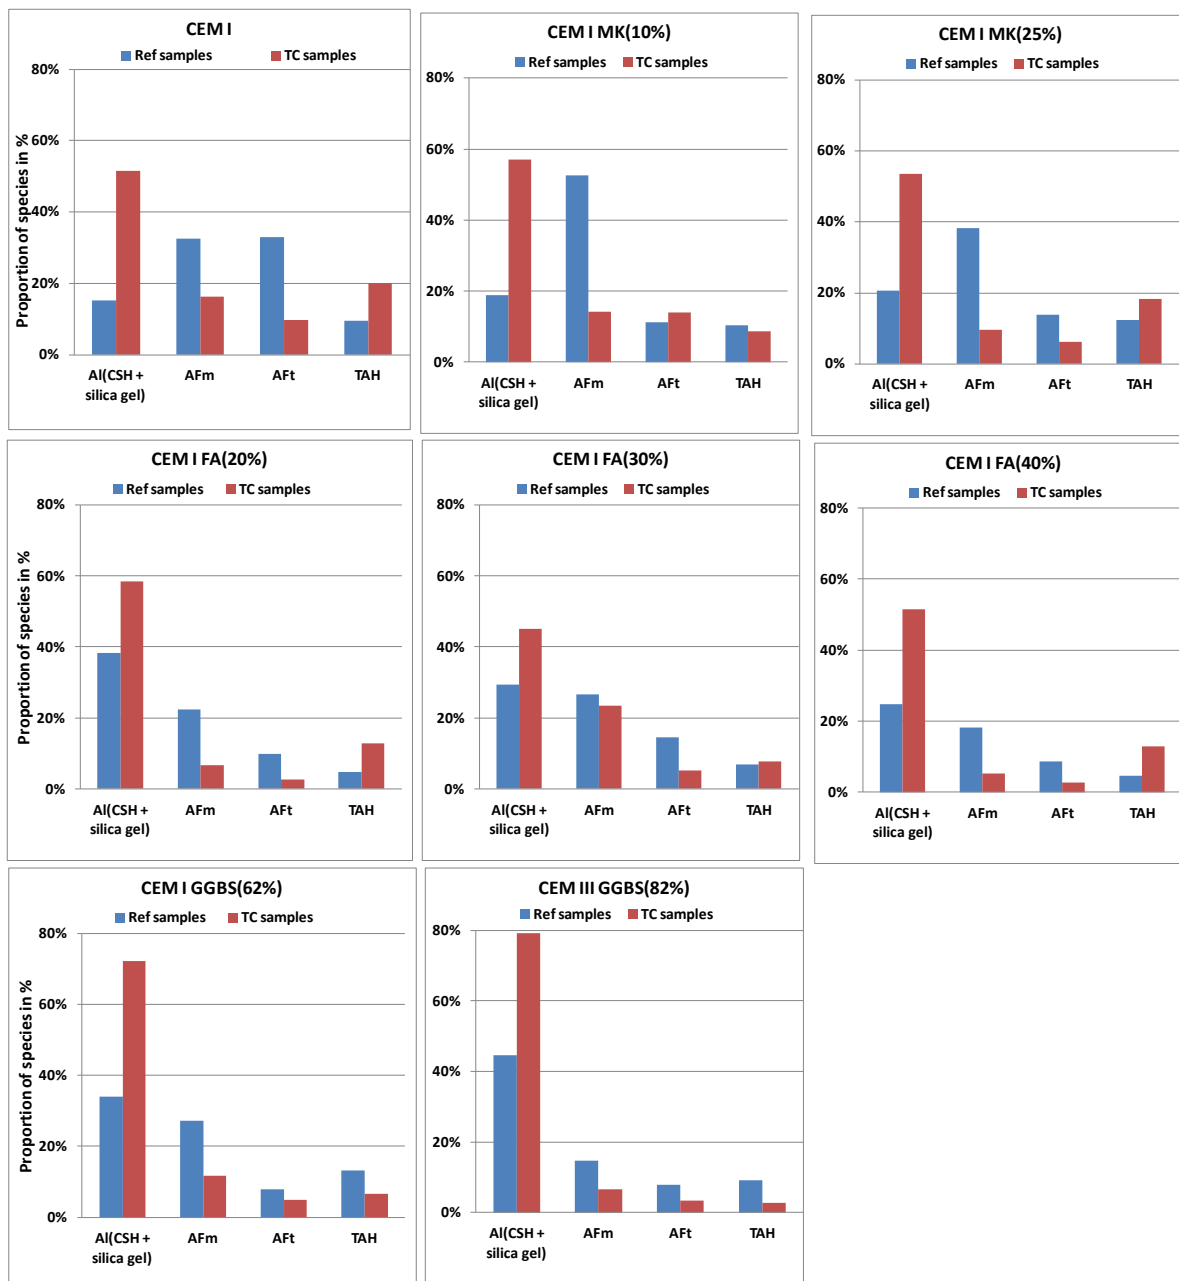 CEM I
Ref samples TC samples
80%
60%
40%
20%
0%
Proportion of species in %
Al(CSH + silica gel) AFm AFt TAH
CEM I MK(10%)
Ref samples TC samples
80%
60%
40%
20%
0%
Al(CSH + silica gel) AFm AFt TAH
CEM I MK(25%)
Ref samples TC samples
80%
60%
40%
20%
0%
Al(CSH + silica gel) AFm AFt TAH
CEM I FA(20%)
Ref samples TC samples
80%
60%
40%
20%
0%
Proportion of species in %
Al(CSH + silica gel) AFm AFt TAH
CEM I FA(30%)
Ref samples TC samples
80%
60%
40%
20%
0%
Al(CSH + silica gel) AFm AFt TAH
CEM I FA(40%)
Ref samples TC samples
80%
60%
40%
20%
0%
Al(CSH + silica gel) AFm AFt TAH
CEM I GGBS(62%)
Ref samples TC samples
80%
60%
40%
20%
0%
Proportion of species in %
Al(CSH + silica gel) AFm AFt TAH
CEM III GGBS(82%)
Ref samples TC samples
80%
60%
40%
20%
0%
Al(CSH + silica gel) AFm AFt TAH